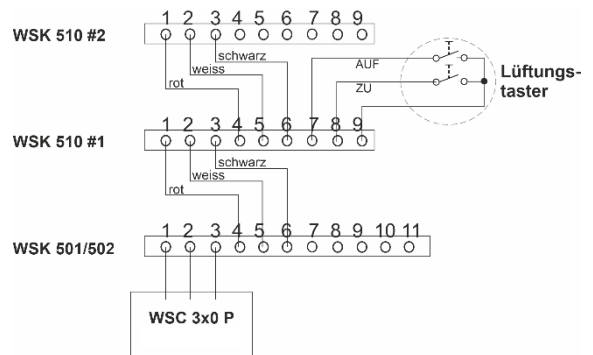 WSK 510 #2
1 2 3 4 5 6 7 8 9
schwarz
weiss
rot
AUF
ZU
Lüftungs-
taster
WSK 510 #1
1 2 3 4 5 6 7 8 9
schwarz
weiss
rot
WSK 501/502
1 2 3 4 5 6 7 8 9 10 11
WSC 3x0 P